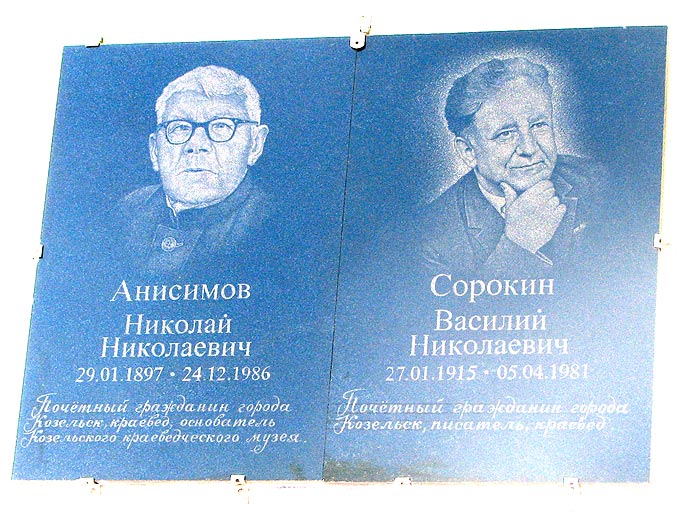 Анисимов
Николай
Николаевич
29.01.1897 • 24.12.1986
Почётный гражданин города
Козельск, краевед, основатель
Козельского краеведческого музея.
Сорокин
Василий
Николаевич
27.01.1915 • 05.04.1981
Почётный гражданин города
Козельск, писатель, краевед